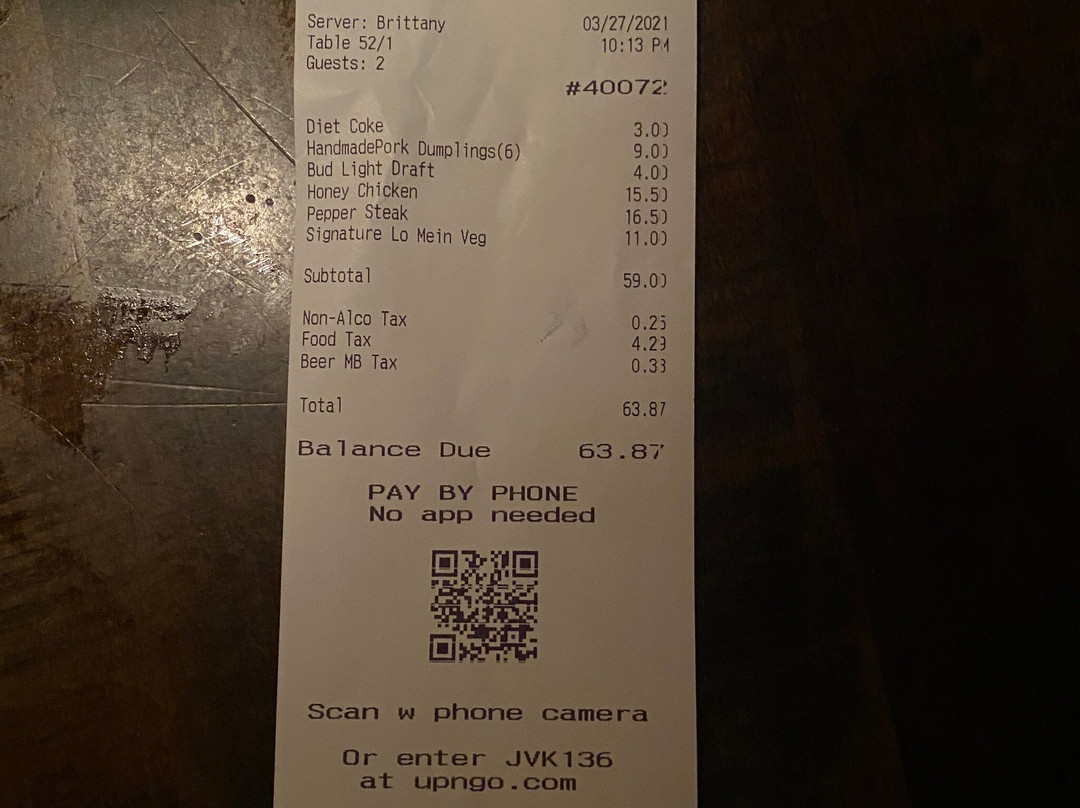 Server: Brittany 03/27/2021
Table 52/1 10:13 PM
Guests: 2
#40072
Diet Coke 3.00
HandmadePork Dumplings(6) 9.00
Bud Light Draft 4.00
Honey Chicken 15.50
Pepper Steak 16.50
Signature Lo Mein Veg 11.00
Subtotal 59.00
Non-Alco Tax 0.25
Food Tax 4.29
Beer MB Tax 0.33
Total 63.87
Balance Due 63.87
PAY BY PHONE
No app needed
Scan w phone camera
Or enter JVK136
at upngo.com